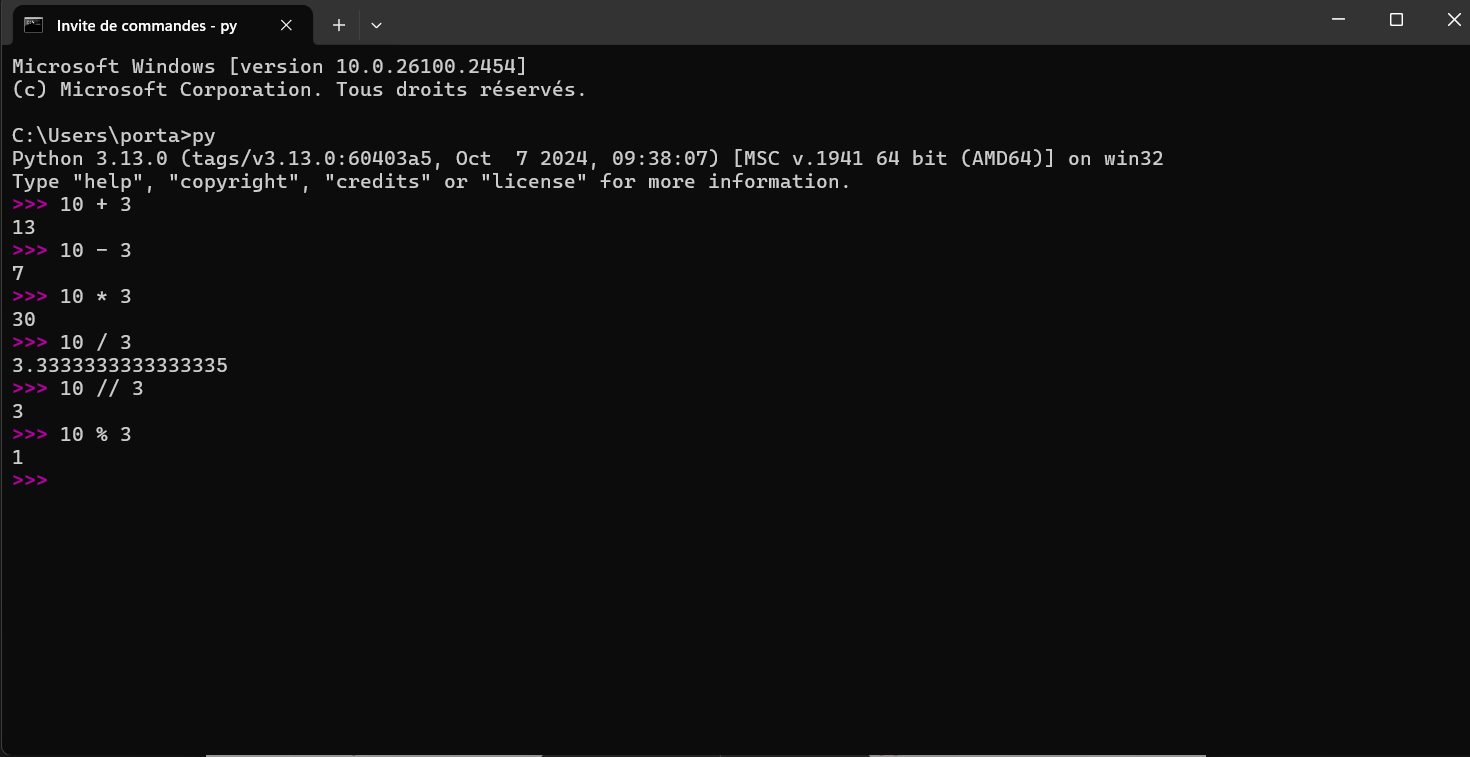 Invite de commandes - py
Microsoft Windows [version 10.0.26100.2454]
(c) Microsoft Corporation. Tous droits réservés.
C:\Users\porta>py
Python 3.13.0 (tags/v3.13.0:60403a5, Oct  7 2024, 09:38:07) [MSC v.1941 64 bit (AMD64)] on win32
Type "help", "copyright", "credits" or "license" for more information.
>>> 10 + 3
13
>>> 10 - 3
7
>>> 10 * 3
30
>>> 10 / 3
3.3333333333333335
>>> 10 // 3
3
>>> 10 % 3
1
>>>